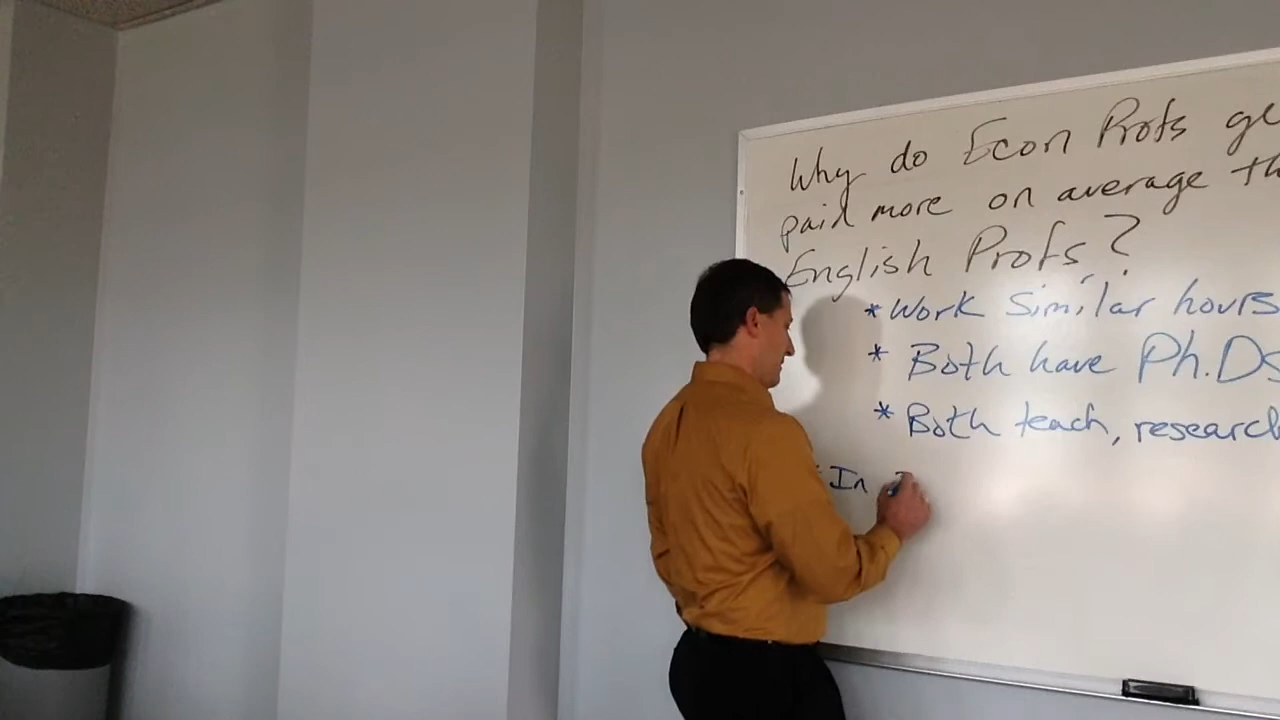 Why do Econ Profs ge
paid more on average th
English Profs?
*Work Similar hours
* Both have Ph.Ds
* Both teach, research
In